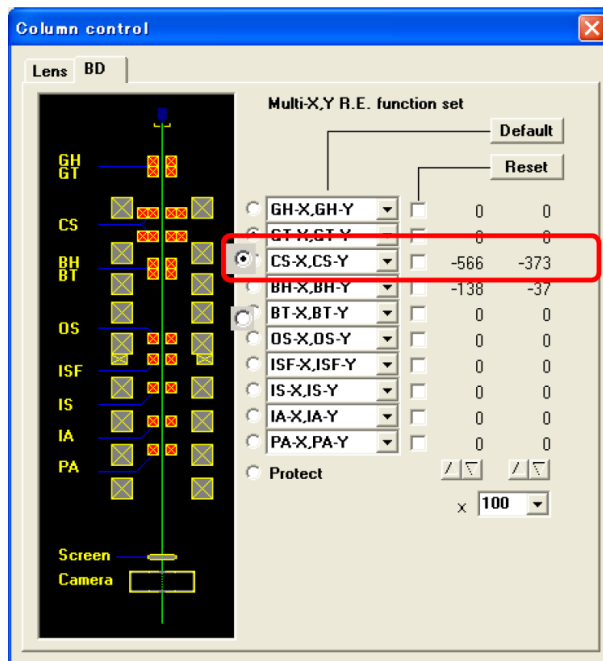 Column control
Lens BD
Multi-X,Y R.E. function set
Default
Reset
GH
GT
CS
BH
BT
OS
ISF
IS
IA
PA
Screen
Camera
GH-X,GH-Y 0 0
GT-X,GT-Y 0 0
CS-X,CS-Y -566 -373
BH-X,BH-Y -138 -37
BT-X,BT-Y 0 0
OS-X,OS-Y 0 0
ISF-X,ISF-Y 0 0
IS-X,IS-Y 0 0
IA-X,IA-Y 0 0
PA-X,PA-Y 0 0
Protect
x 100